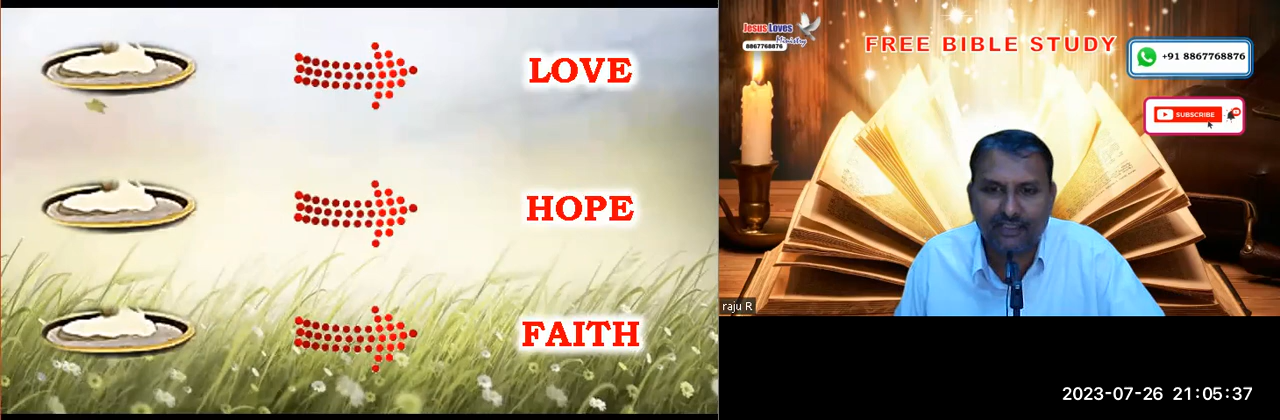 LOVE
HOPE
FAITH
Jesus Loves
Ministry
8867768876
FREE BIBLE STUDY
+91 8867768876
SUBSCRIBE
raju R
2023-07-26 21:05:37